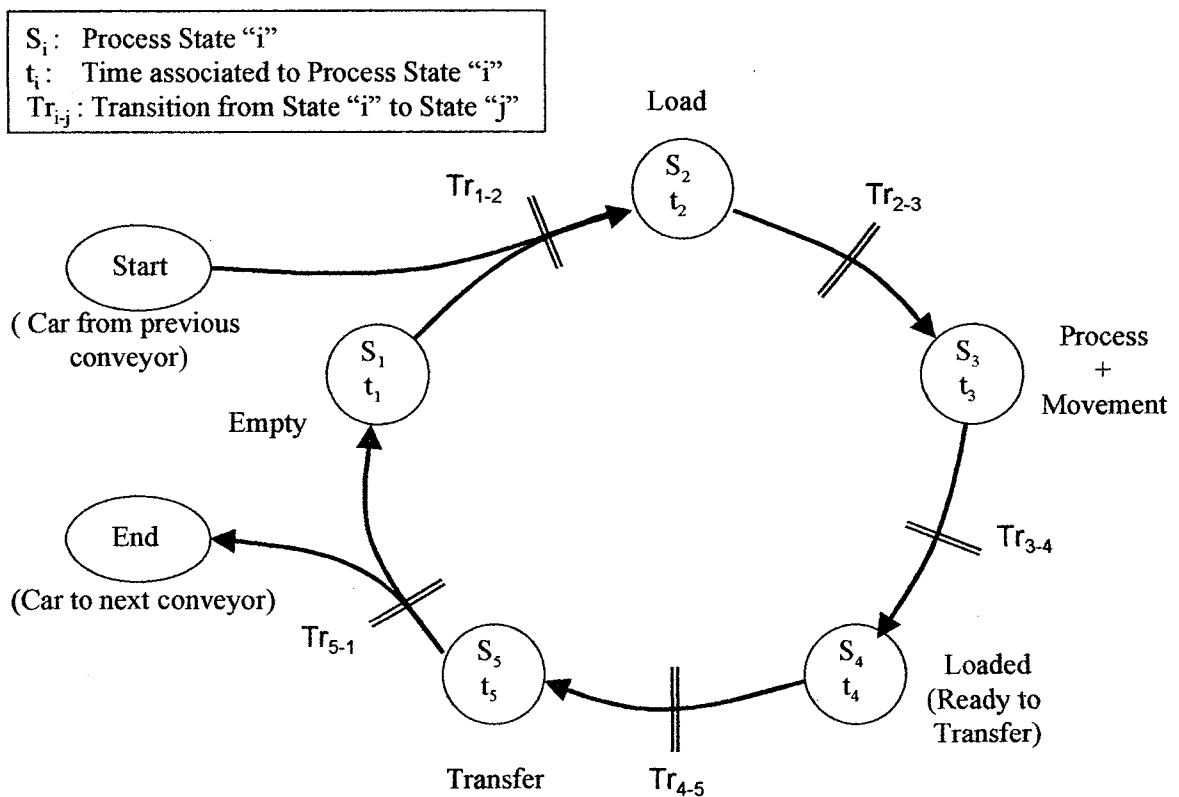 Sᵢ : Process State “i”
tᵢ : Time associated to Process State “i”
Trᵢ₋ⱼ : Transition from State “i” to State “j”
Load
S₂
t₂
Tr₁₋₂
Tr₂₋₃
Start
( Car from previous
conveyor)
S₁
t₁
Empty
S₃
t₃
Process
+
Movement
End
(Car to next conveyor)
Tr₃₋₄
Tr₅₋₁
S₅
t₅
Transfer
S₄
t₄
Loaded
(Ready to
Transfer)
Tr₄₋₅